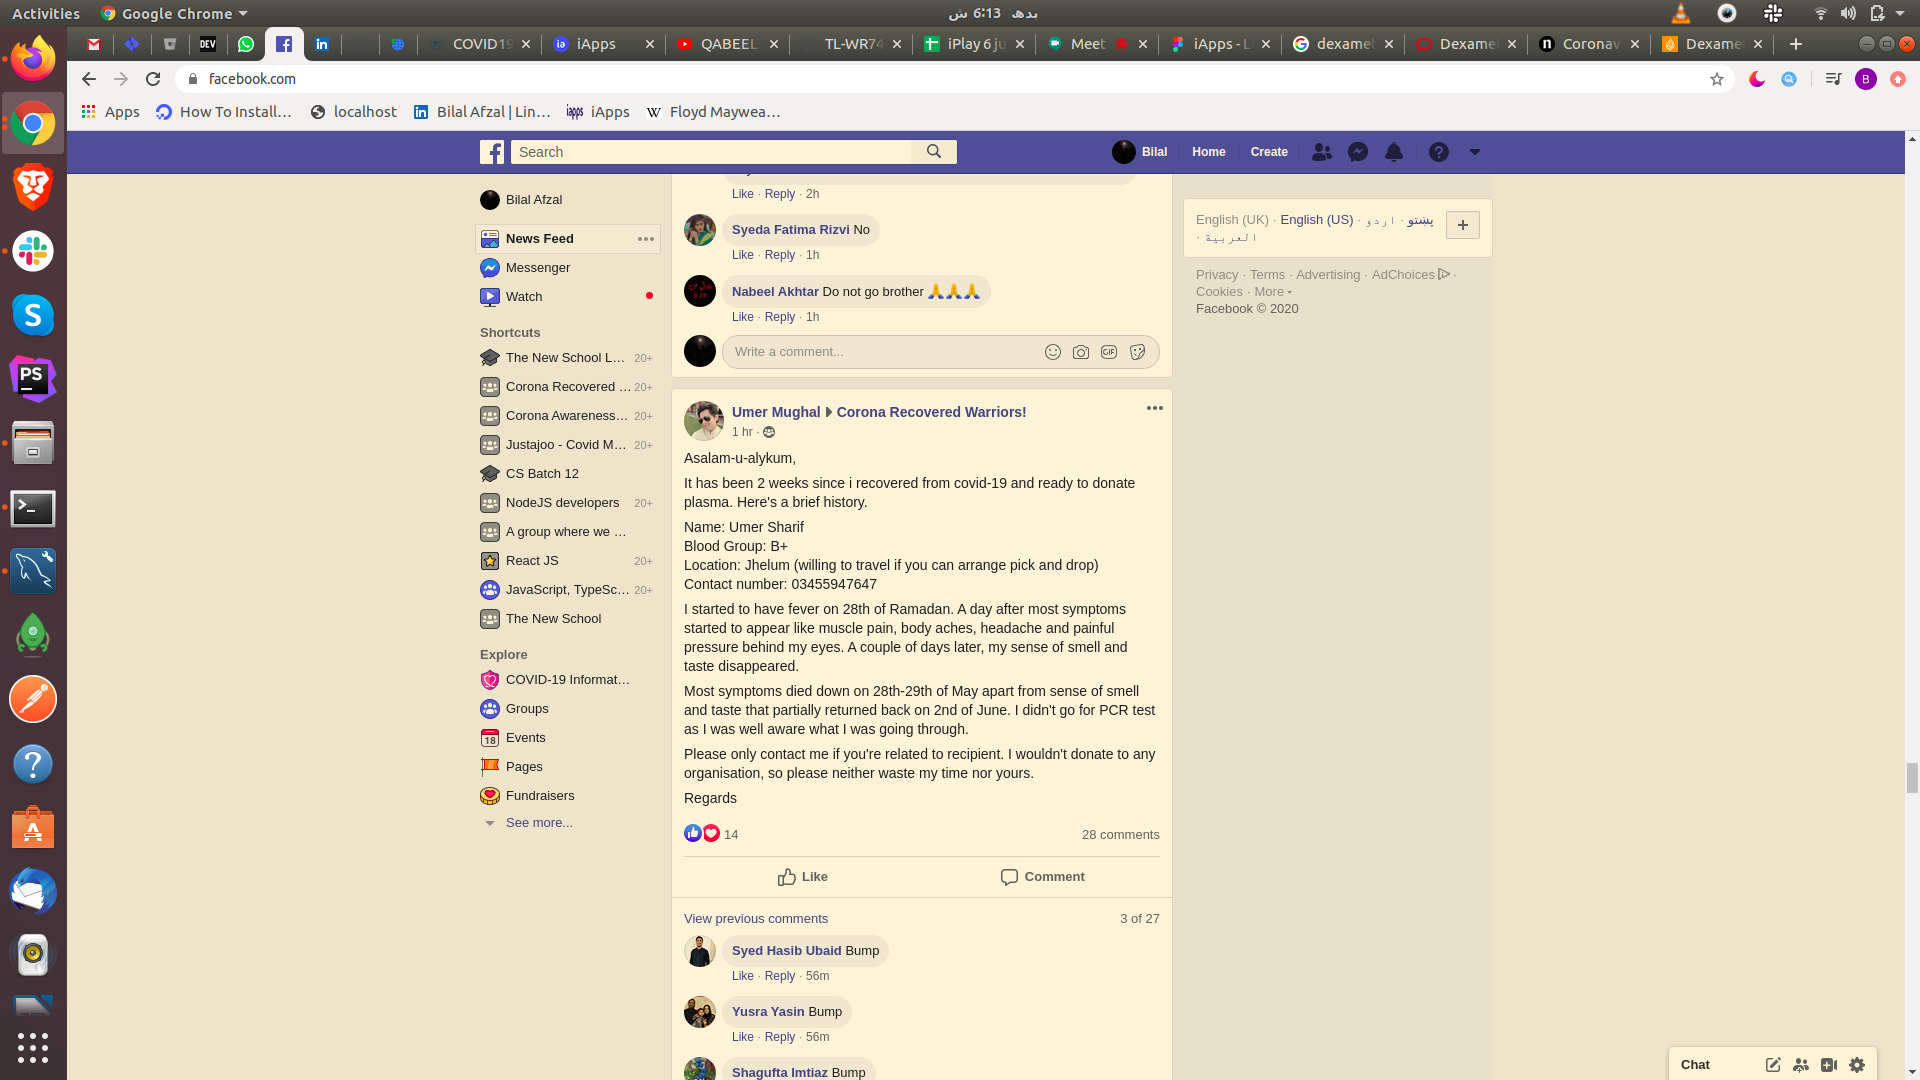 Activities
Google Chrome
بدھ 6:13 ش
COVID19
iApps
QABEEL
TL-WR74
iPlay 6 ju
Meet
iApps - L
dexamet
Dexame
Coronav
Dexame
facebook.com
B
Apps
How To Install...
localhost
Bilal Afzal | Lin...
iApps
Floyd Maywea...
Search
Bilal
Home
Create
Bilal Afzal
News Feed
Messenger
Watch
Shortcuts
The New School L... 20+
Corona Recovered ... 20+
Corona Awareness... 20+
Justajoo - Covid M... 20+
CS Batch 12
NodeJS developers 20+
A group where we ...
React JS 20+
JavaScript, TypeSc... 20+
The New School
Explore
COVID-19 Informat...
Groups
Events
Pages
Fundraisers
See more...
Like · Reply · 2h
Syeda Fatima Rizvi No
Like · Reply · 1h
Nabeel Akhtar Do not go brother 🙏🙏🙏
Like · Reply · 1h
Write a comment...
GIF
Umer Mughal ▸ Corona Recovered Warriors!
1 hr ·
Asalam-u-alykum,
It has been 2 weeks since i recovered from covid-19 and ready to donate
plasma. Here's a brief history.
Name: Umer Sharif
Blood Group: B+
Location: Jhelum (willing to travel if you can arrange pick and drop)
Contact number: 03455947647
I started to have fever on 28th of Ramadan. A day after most symptoms
started to appear like muscle pain, body aches, headache and painful
pressure behind my eyes. A couple of days later, my sense of smell and
taste disappeared.
Most symptoms died down on 28th-29th of May apart from sense of smell
and taste that partially returned back on 2nd of June. I didn't go for PCR test
as I was well aware what I was going through.
Please only contact me if you're related to recipient. I wouldn't donate to any
organisation, so please neither waste my time nor yours.
Regards
14
28 comments
Like
Comment
View previous comments
3 of 27
Syed Hasib Ubaid Bump
Like · Reply · 56m
Yusra Yasin Bump
Like · Reply · 56m
Shagufta Imtiaz Bump
English (UK) · English (US) · اردو · پښتو
· العربية
Privacy · Terms · Advertising · AdChoices ·
Cookies · More
Facebook © 2020
Chat